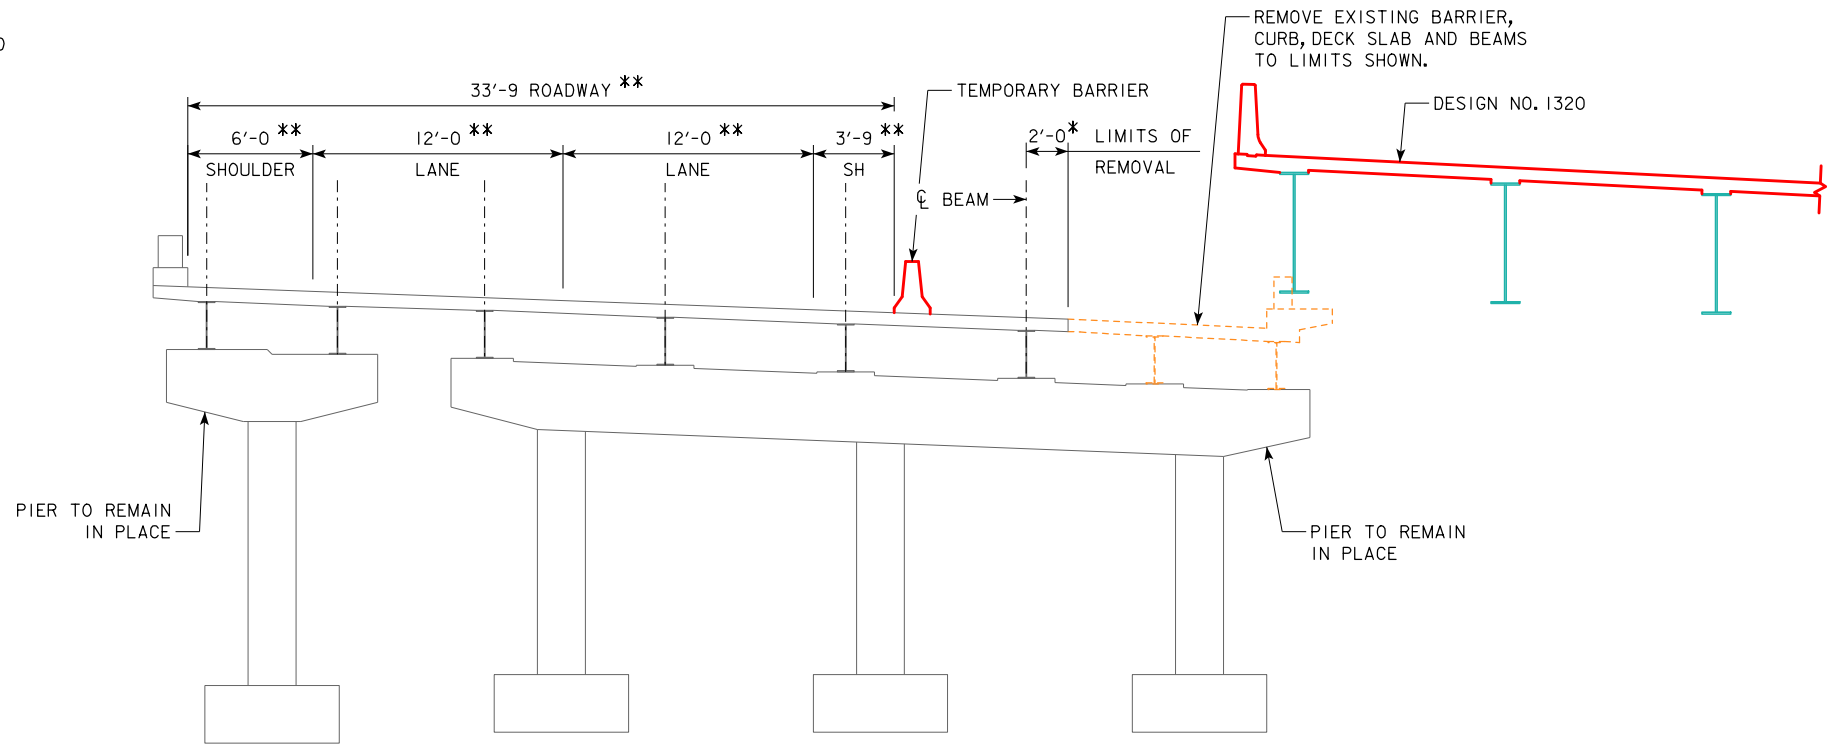 REMOVE EXISTING BARRIER,
CURB, DECK SLAB AND BEAMS
TO LIMITS SHOWN.
33'-9 ROADWAY **
TEMPORARY BARRIER
DESIGN NO. 1320
6'-0 **
12'-0 **
12'-0 **
3'-9 **
2'-0* LIMITS OF
REMOVAL
SHOULDER
LANE
LANE
SH
℄ BEAM
PIER TO REMAIN
IN PLACE
PIER TO REMAIN
IN PLACE